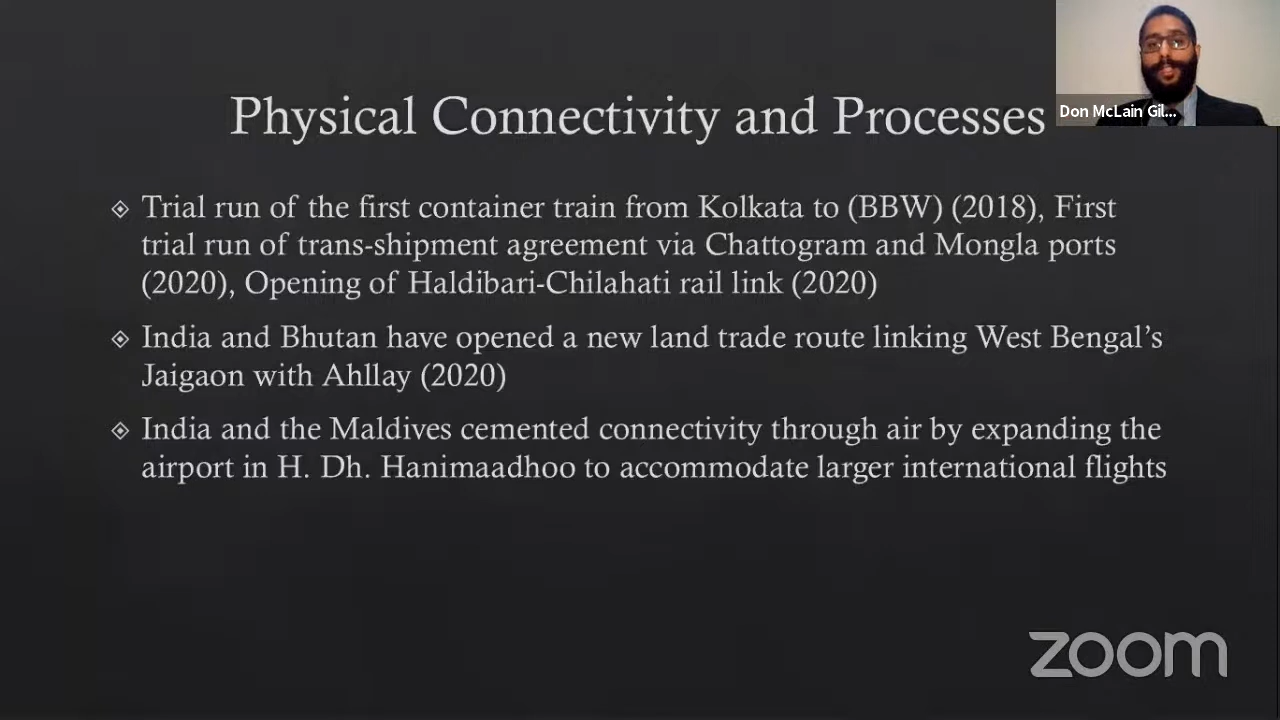 Physical Connectivity and Processes
Don McLain Gil...
Trial run of the first container train from Kolkata to (BBW) (2018), First
trial run of trans-shipment agreement via Chattogram and Mongla ports
(2020), Opening of Haldibari-Chilahati rail link (2020)
India and Bhutan have opened a new land trade route linking West Bengal’s
Jaigaon with Ahllay (2020)
India and the Maldives cemented connectivity through air by expanding the
airport in H. Dh. Hanimaadhoo to accommodate larger international flights
zoom